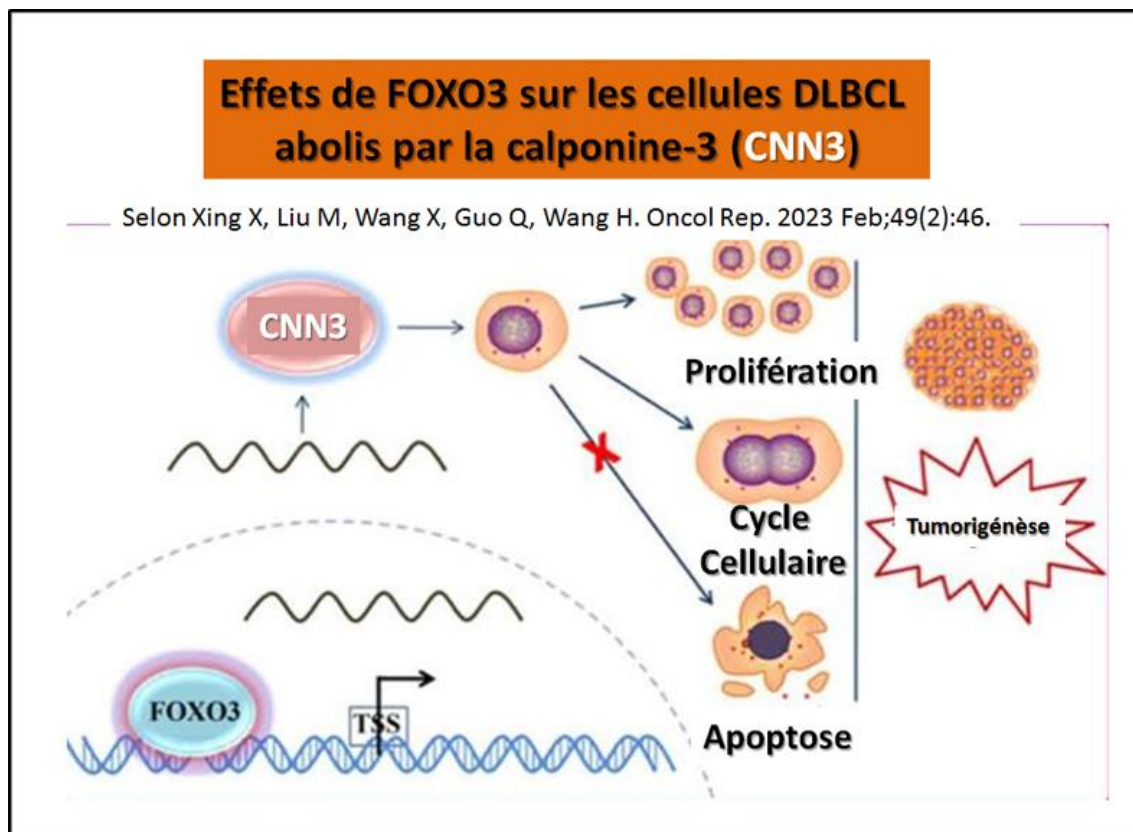 Effets de FOXO3 sur les cellules DLBCL
abolis par la calponine-3 (CNN3)
Selon Xing X, Liu M, Wang X, Guo Q, Wang H. Oncol Rep. 2023 Feb;49(2):46.
CNN3
Prolifération
Cycle
Cellulaire
Tumorigénèse
FOXO3
TSS
Apoptose